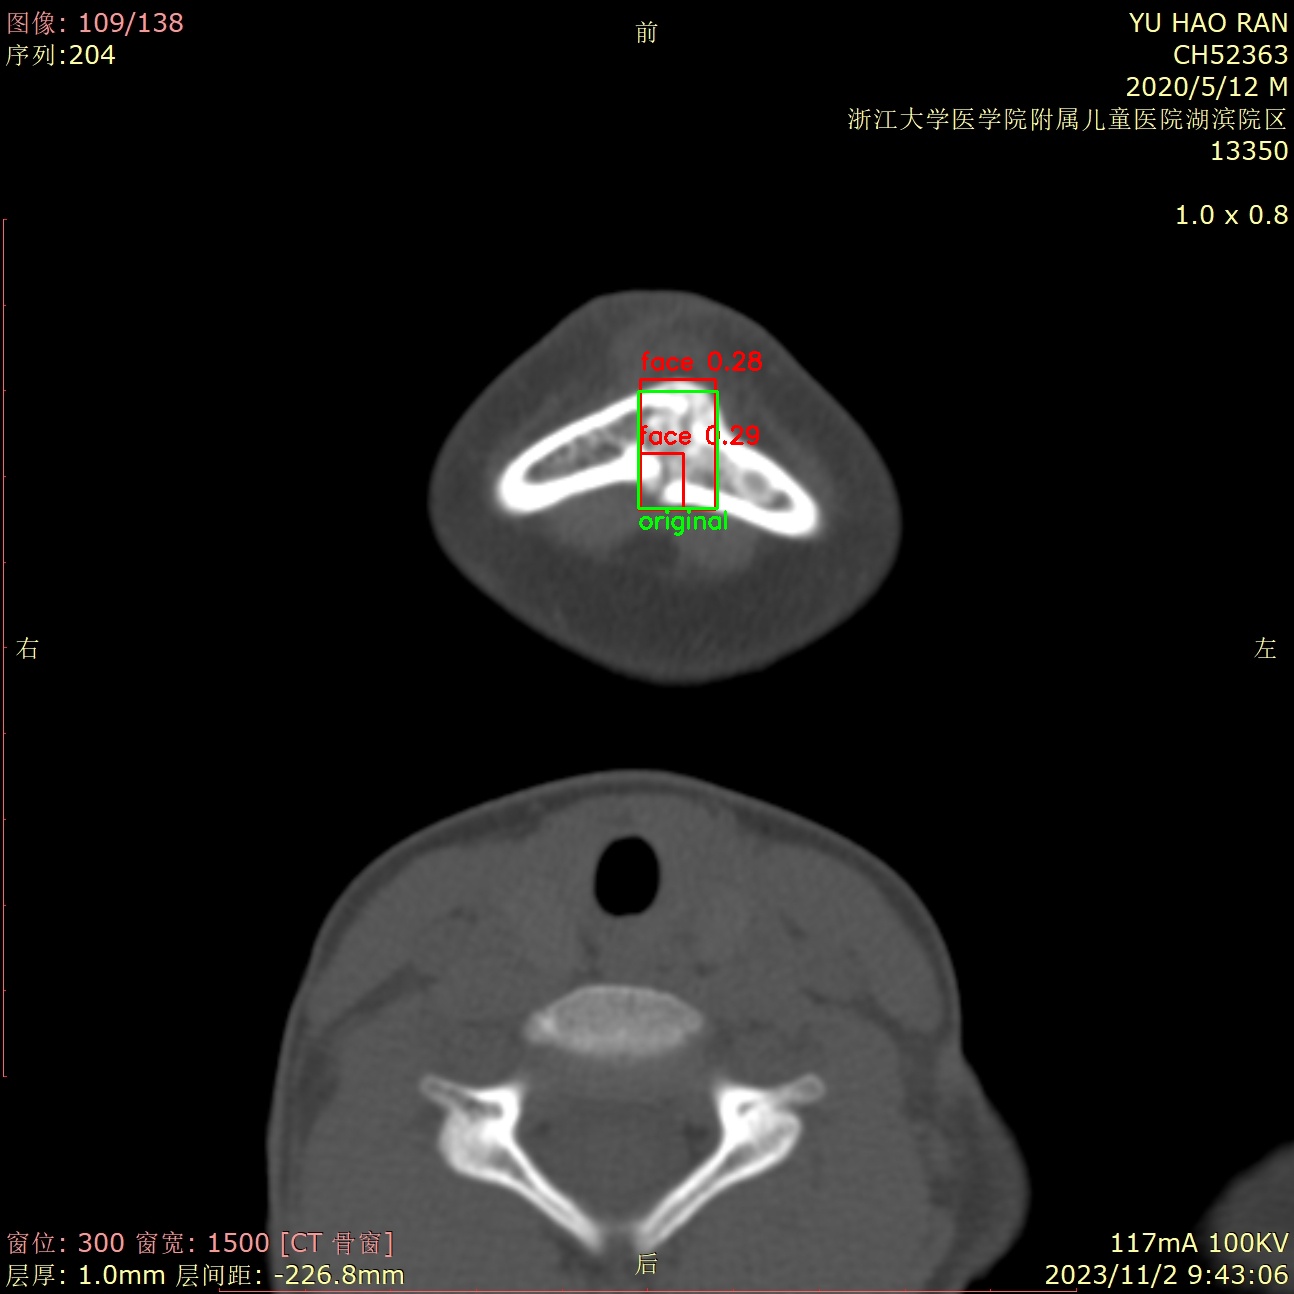 图像: 109/138
序列:204
前
YU HAO RAN
CH52363
2020/5/12 M
浙江大学医学院附属儿童医院湖滨院区
13350
1.0 x 0.8
face 0.28
face 0.29
original
右
左
后
窗位: 300 窗宽: 1500 [CT 骨窗]
层厚: 1.0mm 层间距: -226.8mm
117mA 100KV
2023/11/2 9:43:06